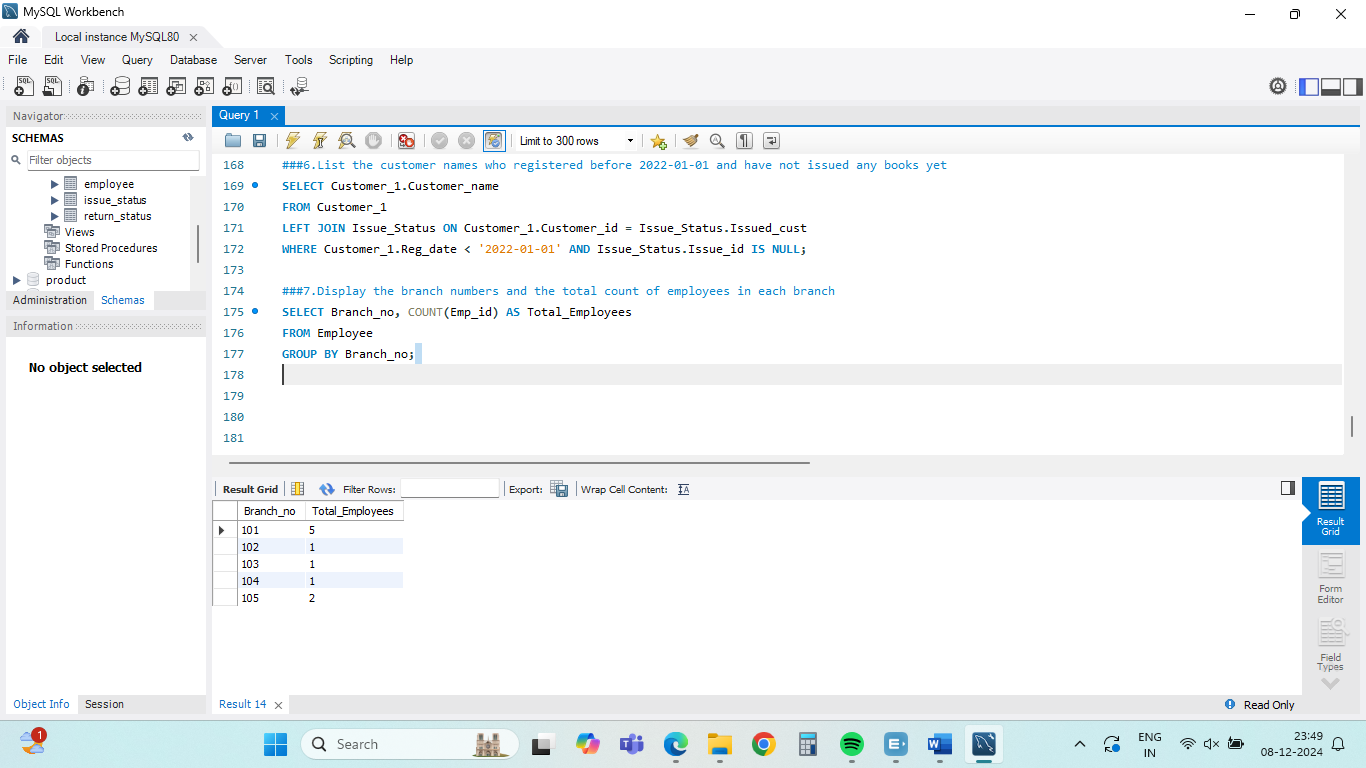 MySQL Workbench
Local instance MySQL80
File Edit View Query Database Server Tools Scripting Help
Navigator
SCHEMAS
Filter objects
employee
issue_status
return_status
Views
Stored Procedures
Functions
product
Administration Schemas
Information
No object selected
Object Info Session
Query 1
Limit to 300 rows
168 ###6.List the customer names who registered before 2022-01-01 and have not issued any books yet
169 SELECT Customer_1.Customer_name
170 FROM Customer_1
171 LEFT JOIN Issue_Status ON Customer_1.Customer_id = Issue_Status.Issued_cust
172 WHERE Customer_1.Reg_date < '2022-01-01' AND Issue_Status.Issue_id IS NULL;
173
174 ###7.Display the branch numbers and the total count of employees in each branch
175 SELECT Branch_no, COUNT(Emp_id) AS Total_Employees
176 FROM Employee
177 GROUP BY Branch_no;
178
179
180
181
Result Grid Filter Rows: Export: Wrap Cell Content:
Branch_no Total_Employees
101 5
102 1
103 1
104 1
105 2
Result Grid
Form Editor
Field Types
Result 14
Read Only
1
Search
ENG
IN
23:49
08-12-2024